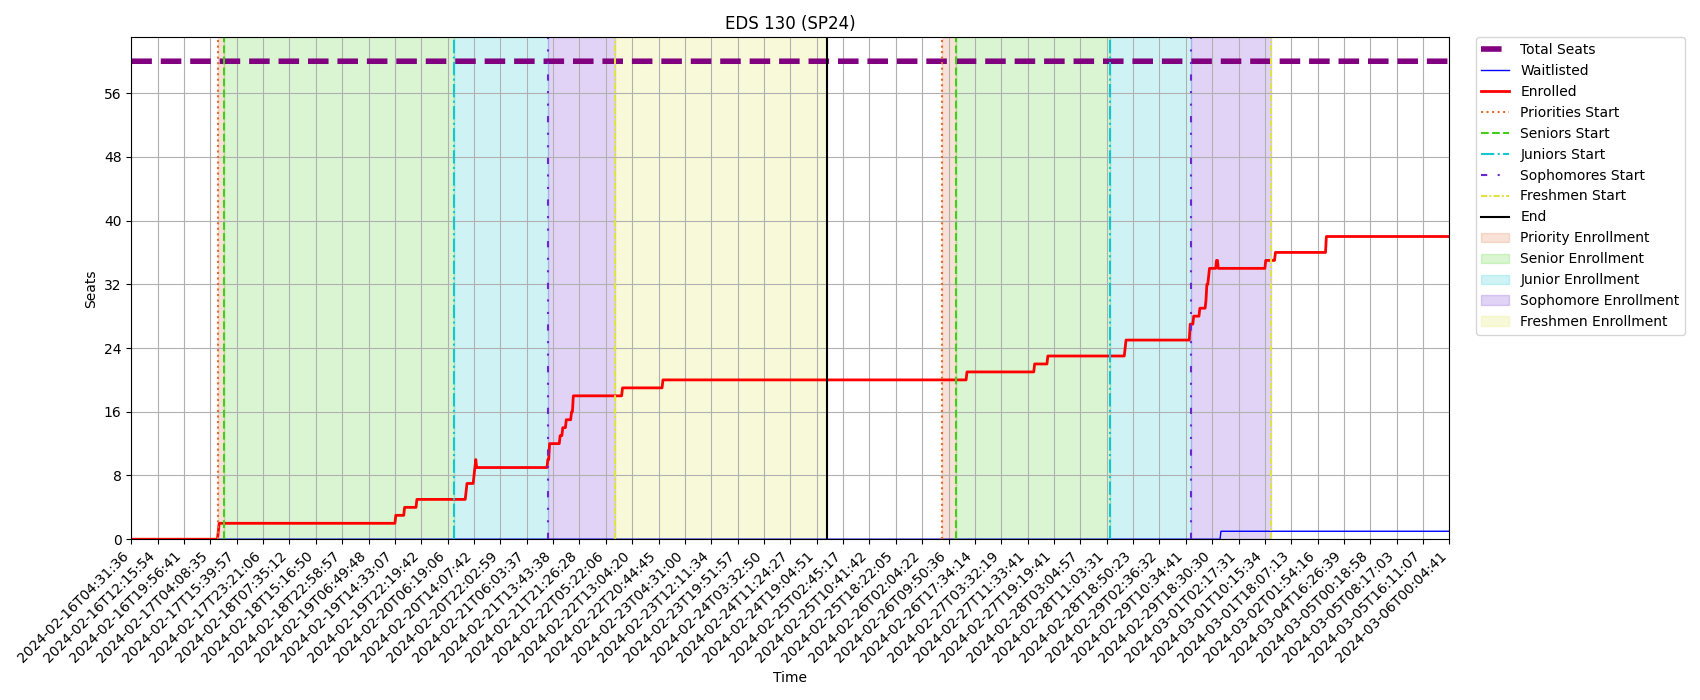 EDS 130 (SP24)
Seats
56
48
40
32
24
16
8
0
2024-02-16T04:31:36
2024-02-16T12:15:54
2024-02-16T19:56:41
2024-02-17T04:08:35
2024-02-17T15:39:57
2024-02-17T23:21:06
2024-02-18T07:35:12
2024-02-18T15:16:50
2024-02-18T22:58:57
2024-02-19T06:49:48
2024-02-19T14:33:07
2024-02-19T22:19:42
2024-02-20T06:19:06
2024-02-20T14:07:42
2024-02-20T22:02:59
2024-02-21T06:03:37
2024-02-21T13:43:38
2024-02-21T21:26:28
2024-02-22T05:22:06
2024-02-22T13:04:20
2024-02-22T20:44:45
2024-02-23T04:31:00
2024-02-23T12:11:34
2024-02-23T19:51:57
2024-02-24T03:32:50
2024-02-24T11:24:27
2024-02-24T19:04:51
2024-02-25T02:45:17
2024-02-25T10:41:42
2024-02-25T18:22:05
2024-02-26T02:04:22
2024-02-26T09:50:36
2024-02-26T17:34:14
2024-02-27T03:32:19
2024-02-27T11:33:41
2024-02-27T19:19:41
2024-02-28T03:04:57
2024-02-28T11:03:31
2024-02-28T18:50:23
2024-02-29T02:36:32
2024-02-29T10:34:41
2024-02-29T18:30:30
2024-03-01T02:17:31
2024-03-01T10:15:34
2024-03-01T18:07:13
2024-03-02T01:54:16
2024-03-04T16:26:39
2024-03-05T00:18:58
2024-03-05T08:17:03
2024-03-05T16:11:07
2024-03-06T00:04:41
Time
Total Seats
Waitlisted
Enrolled
Priorities Start
Seniors Start
Juniors Start
Sophomores Start
Freshmen Start
End
Priority Enrollment
Senior Enrollment
Junior Enrollment
Sophomore Enrollment
Freshmen Enrollment